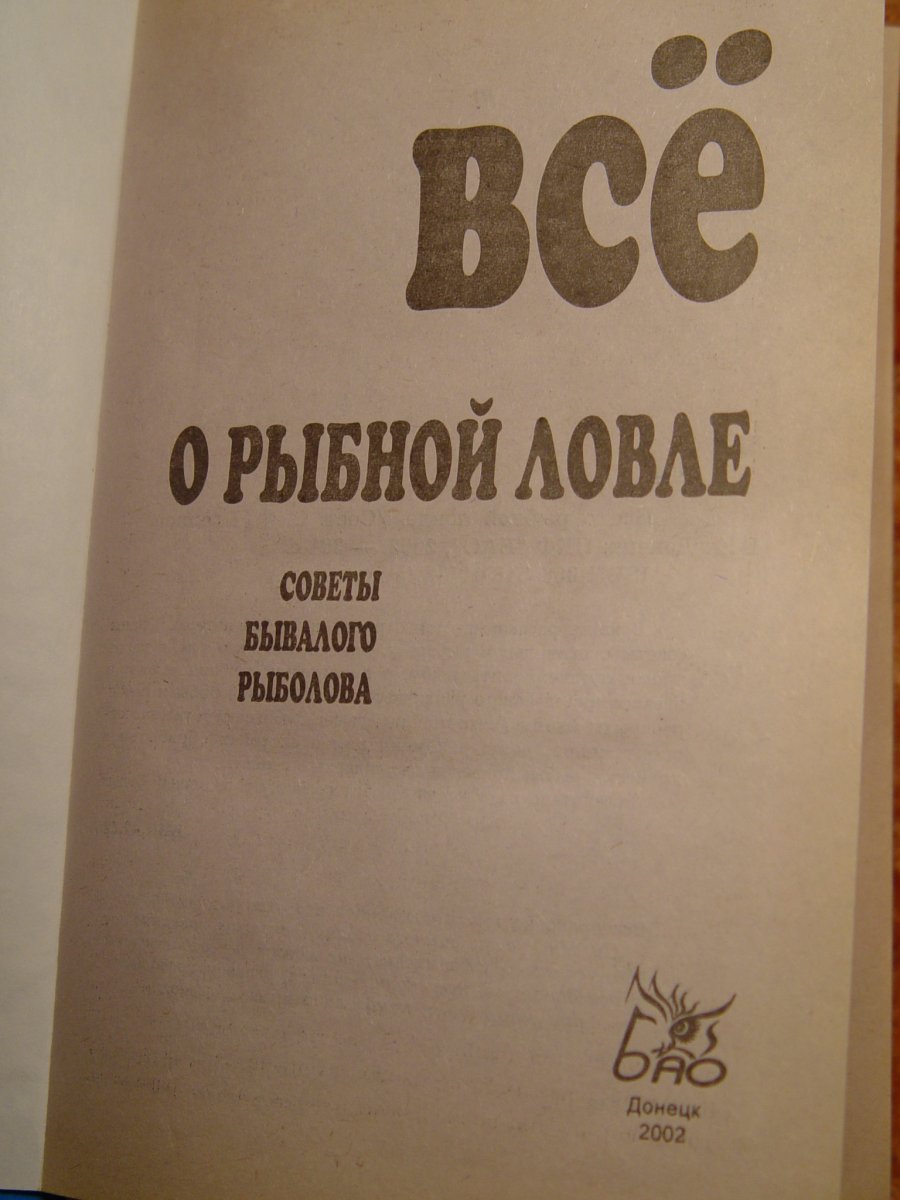 ВСЁ
О РЫБНОЙ ЛОВЛЕ
СОВЕТЫ
БЫВАЛОГО
РЫБОЛОВА
БАО
Донецк
2002